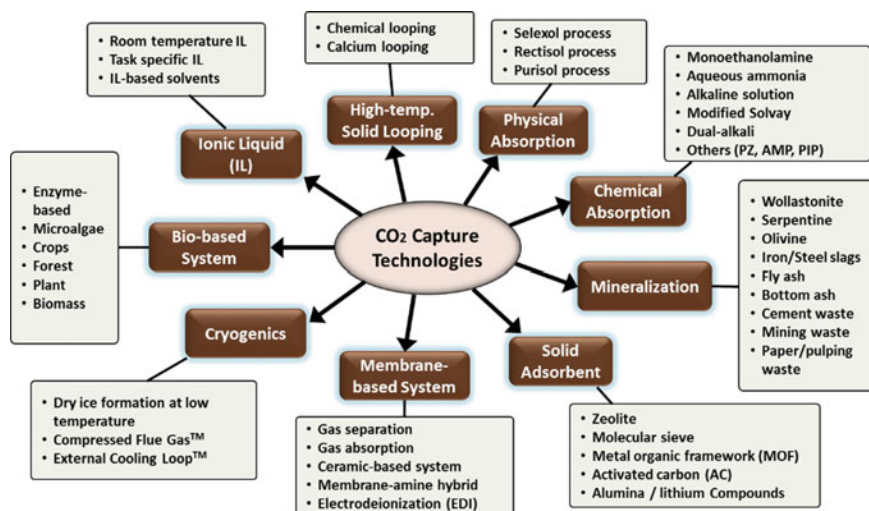 • Room temperature IL
• Task specific IL
• IL-based solvents
• Chemical looping
• Calcium looping
• Selexol process
• Rectisol process
• Purisol process
• Monoethanolamine
• Aqueous ammonia
• Alkaline solution
• Modified Solvay
• Dual-alkali
• Others (PZ, AMP, PIP)
Ionic Liquid
(IL)
High-temp.
Solid Looping
Physical
Absorption
Chemical
Absorption
• Enzyme-
based
• Microalgae
• Crops
• Forest
• Plant
• Biomass
Bio-based
System
CO₂ Capture
Technologies
Mineralization
• Wollastonite
• Serpentine
• Olivine
• Iron/Steel slags
• Fly ash
• Bottom ash
• Cement waste
• Mining waste
• Paper/pulping
waste
Cryogenics
Membrane-
based System
Solid
Adsorbent
• Dry ice formation at low
temperature
• Compressed Flue Gas™
• External Cooling Loop™
• Gas separation
• Gas absorption
• Ceramic-based system
• Membrane-amine hybrid
• Electrodeionization (EDI)
• Zeolite
• Molecular sieve
• Metal organic framework (MOF)
• Activated carbon (AC)
• Alumina / lithium Compounds